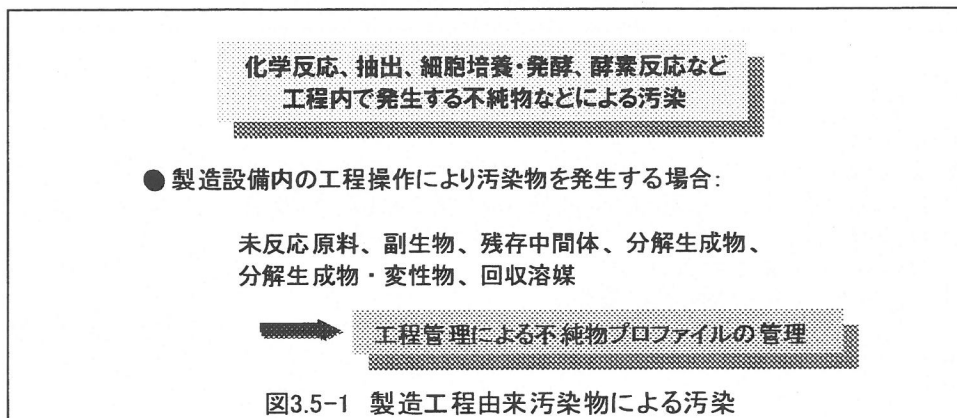 化学反応、抽出、細胞培養・発酵、酵素反応など
工程内で発生する不純物などによる汚染
● 製造設備内の工程操作により汚染物を発生する場合:
未反応原料、副生物、残存中間体、分解生成物、
分解生成物・変性物、回収溶媒
工程管理による不純物プロファイルの管理
図3.5-1 製造工程由来汚染物による汚染